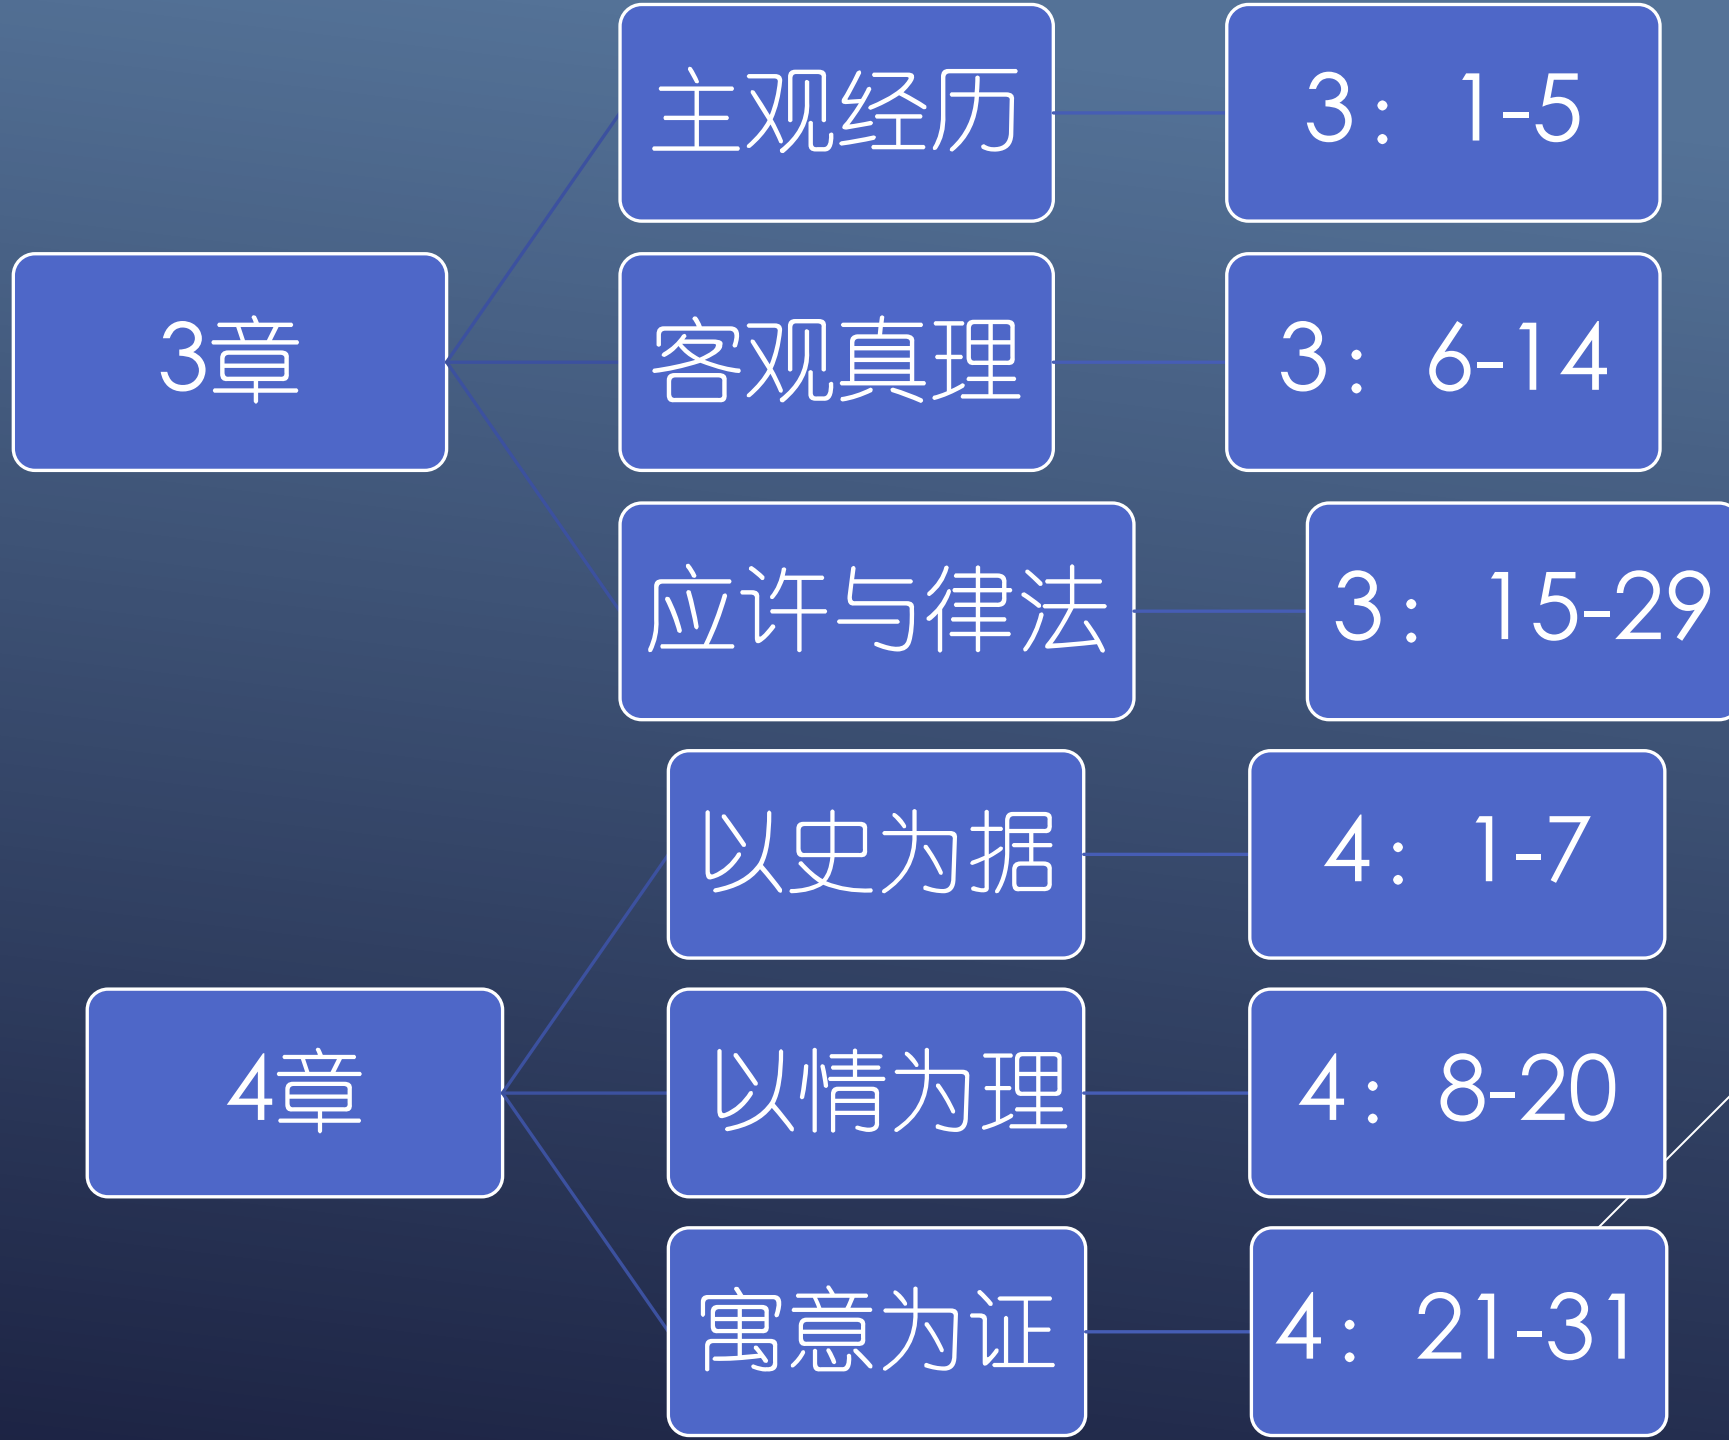 主观经历
3： 1-5
3章
客观真理
3： 6-14
应许与律法
3： 15-29
以史为据
4： 1-7
4章
以情为理
4： 8-20
寓意为证
4： 21-31